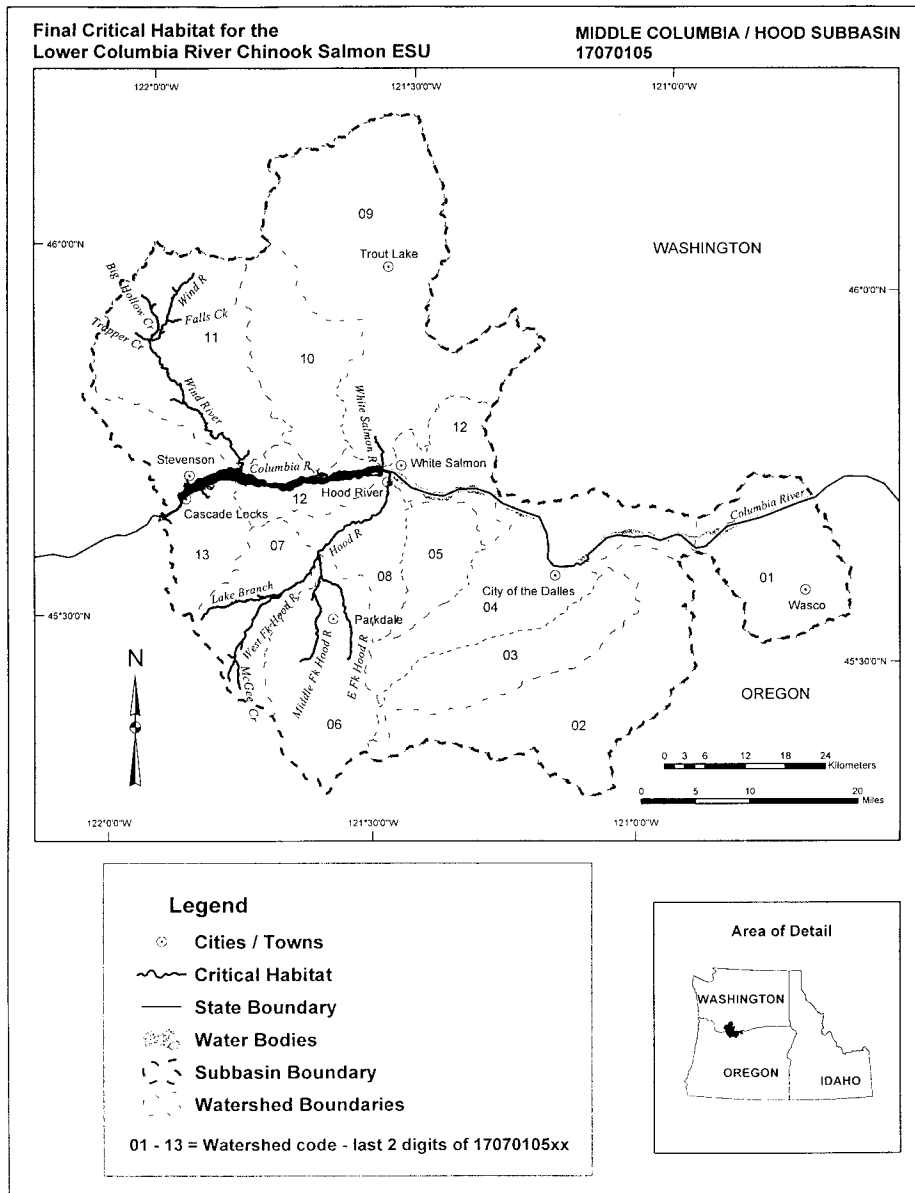 Final Critical Habitat for the
Lower Columbia River Chinook Salmon ESU
MIDDLE COLUMBIA / HOOD SUBBASIN
17070105
122°0'0"W
121°30'0"W
121°0'0"W
09
46°0'0"N
Trout Lake
WASHINGTON
46°0'0"N
Big Hollow Cr
Wind R
Falls Ck
Trapper Cr
11
10
Wind River
White Salmon R
12
Stevenson
Columbia R
White Salmon
Hood River
12
Cascade Locks
Columbia River
13
07
Hood R
05
08
City of the Dalles
01
04
Wasco
Lake Branch
45°30'0"N
West Fk Hood R
Parkdale
03
45°30'0"N
N
McGee Cr
Middle Fk Hood R
E Fk Hood R
OREGON
06
02
0 3 6 12 18 24
Kilometers
0 5 10 20
Miles
122°0'0"W
121°30'0"W
121°0'0"W
Legend
Cities / Towns
Critical Habitat
State Boundary
Water Bodies
Subbasin Boundary
Watershed Boundaries
01 - 13 = Watershed code - last 2 digits of 17070105xx
Area of Detail
WASHINGTON
OREGON
IDAHO